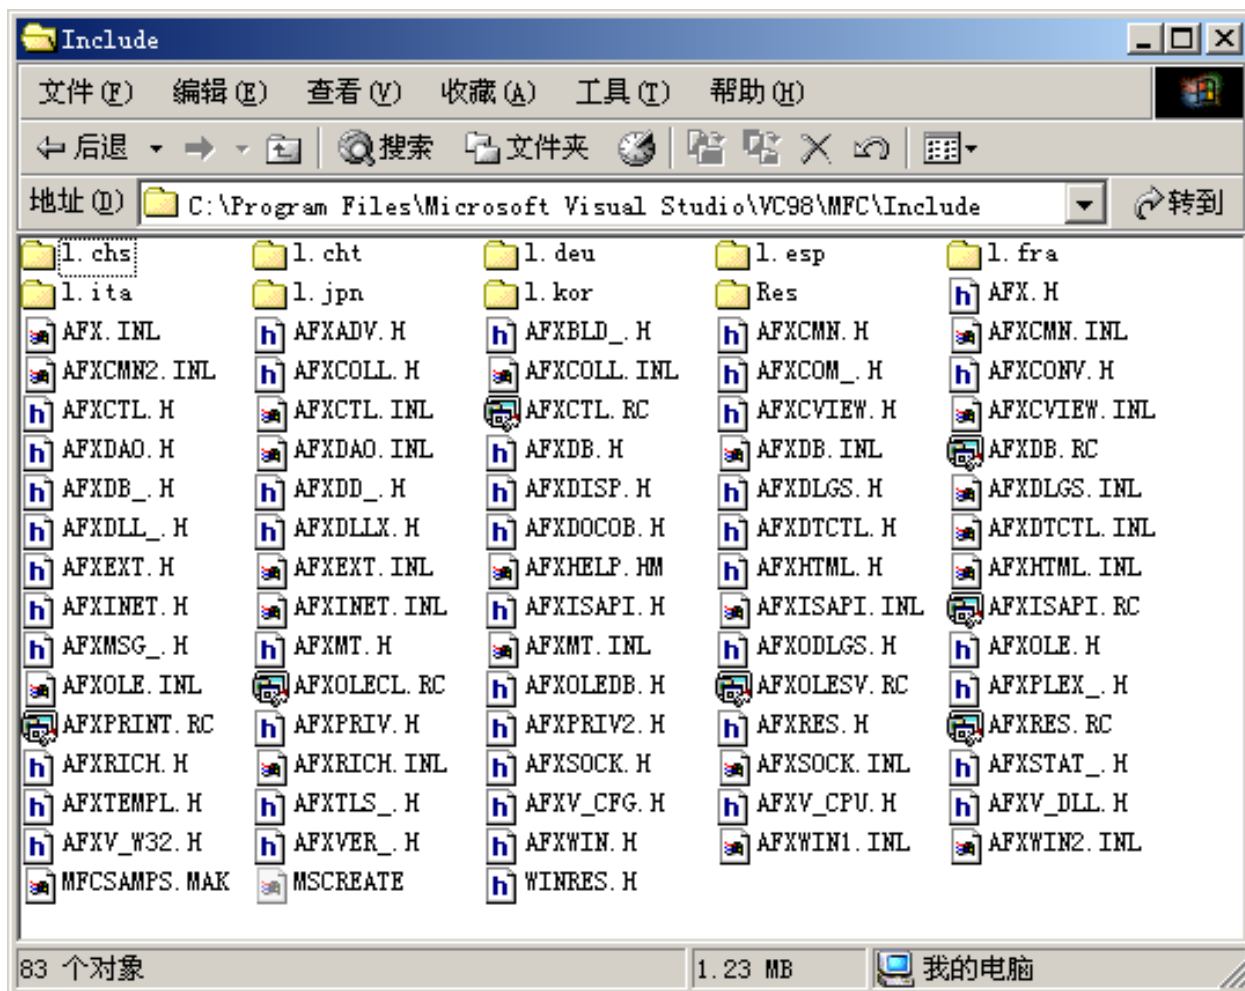 Include
文件(F) 编辑(E) 查看(V) 收藏(A) 工具(T) 帮助(H)
后退 搜索 文件夹
地址(D) C:\Program Files\Microsoft Visual Studio\VC98\MFC\Include 转到
l.chs l.cht l.deu l.esp l.fra
l.ita l.jpn l.kor Res AFX.H
AFX.INL AFXADV.H AFXBLD_.H AFXCMN.H AFXCMN.INL
AFXCMN2.INL AFXCOLL.H AFXCOLL.INL AFXCOM_.H AFXCONV.H
AFXCTL.H AFXCTL.INL AFXCTL.RC AFXCVIEW.H AFXCVIEW.INL
AFXDAO.H AFXDAO.INL AFXDB.H AFXDB.INL AFXDB.RC
AFXDB_.H AFXDD_.H AFXDISP.H AFXDLGS.H AFXDLGS.INL
AFXDLL_.H AFXDLLX.H AFXDOCOB.H AFXDTCTL.H AFXDTCTL.INL
AFXEXT.H AFXEXT.INL AFXHELP.HM AFXHTML.H AFXHTML.INL
AFXINET.H AFXINET.INL AFXISAPI.H AFXISAPI.INL AFXISAPI.RC
AFXMSG_.H AFXMT.H AFXMT.INL AFXODLGS.H AFXOLE.H
AFXOLE.INL AFXOLECL.RC AFXOLEDB.H AFXOLESV.RC AFXPLEX_.H
AFXPRINT.RC AFXPRIV.H AFXPRIV2.H AFXRES.H AFXRES.RC
AFXRICH.H AFXRICH.INL AFXSOCK.H AFXSOCK.INL AFXSTAT_.H
AFXTEMPL.H AFXTLS_.H AFXV_CFG.H AFXV_CPU.H AFXV_DLL.H
AFXV_W32.H AFXVER_.H AFXWIN.H AFXWIN1.INL AFXWIN2.INL
MFCSAMPS.MAK MSCREATE WINRES.H
83 个对象 1.23 MB 我的电脑